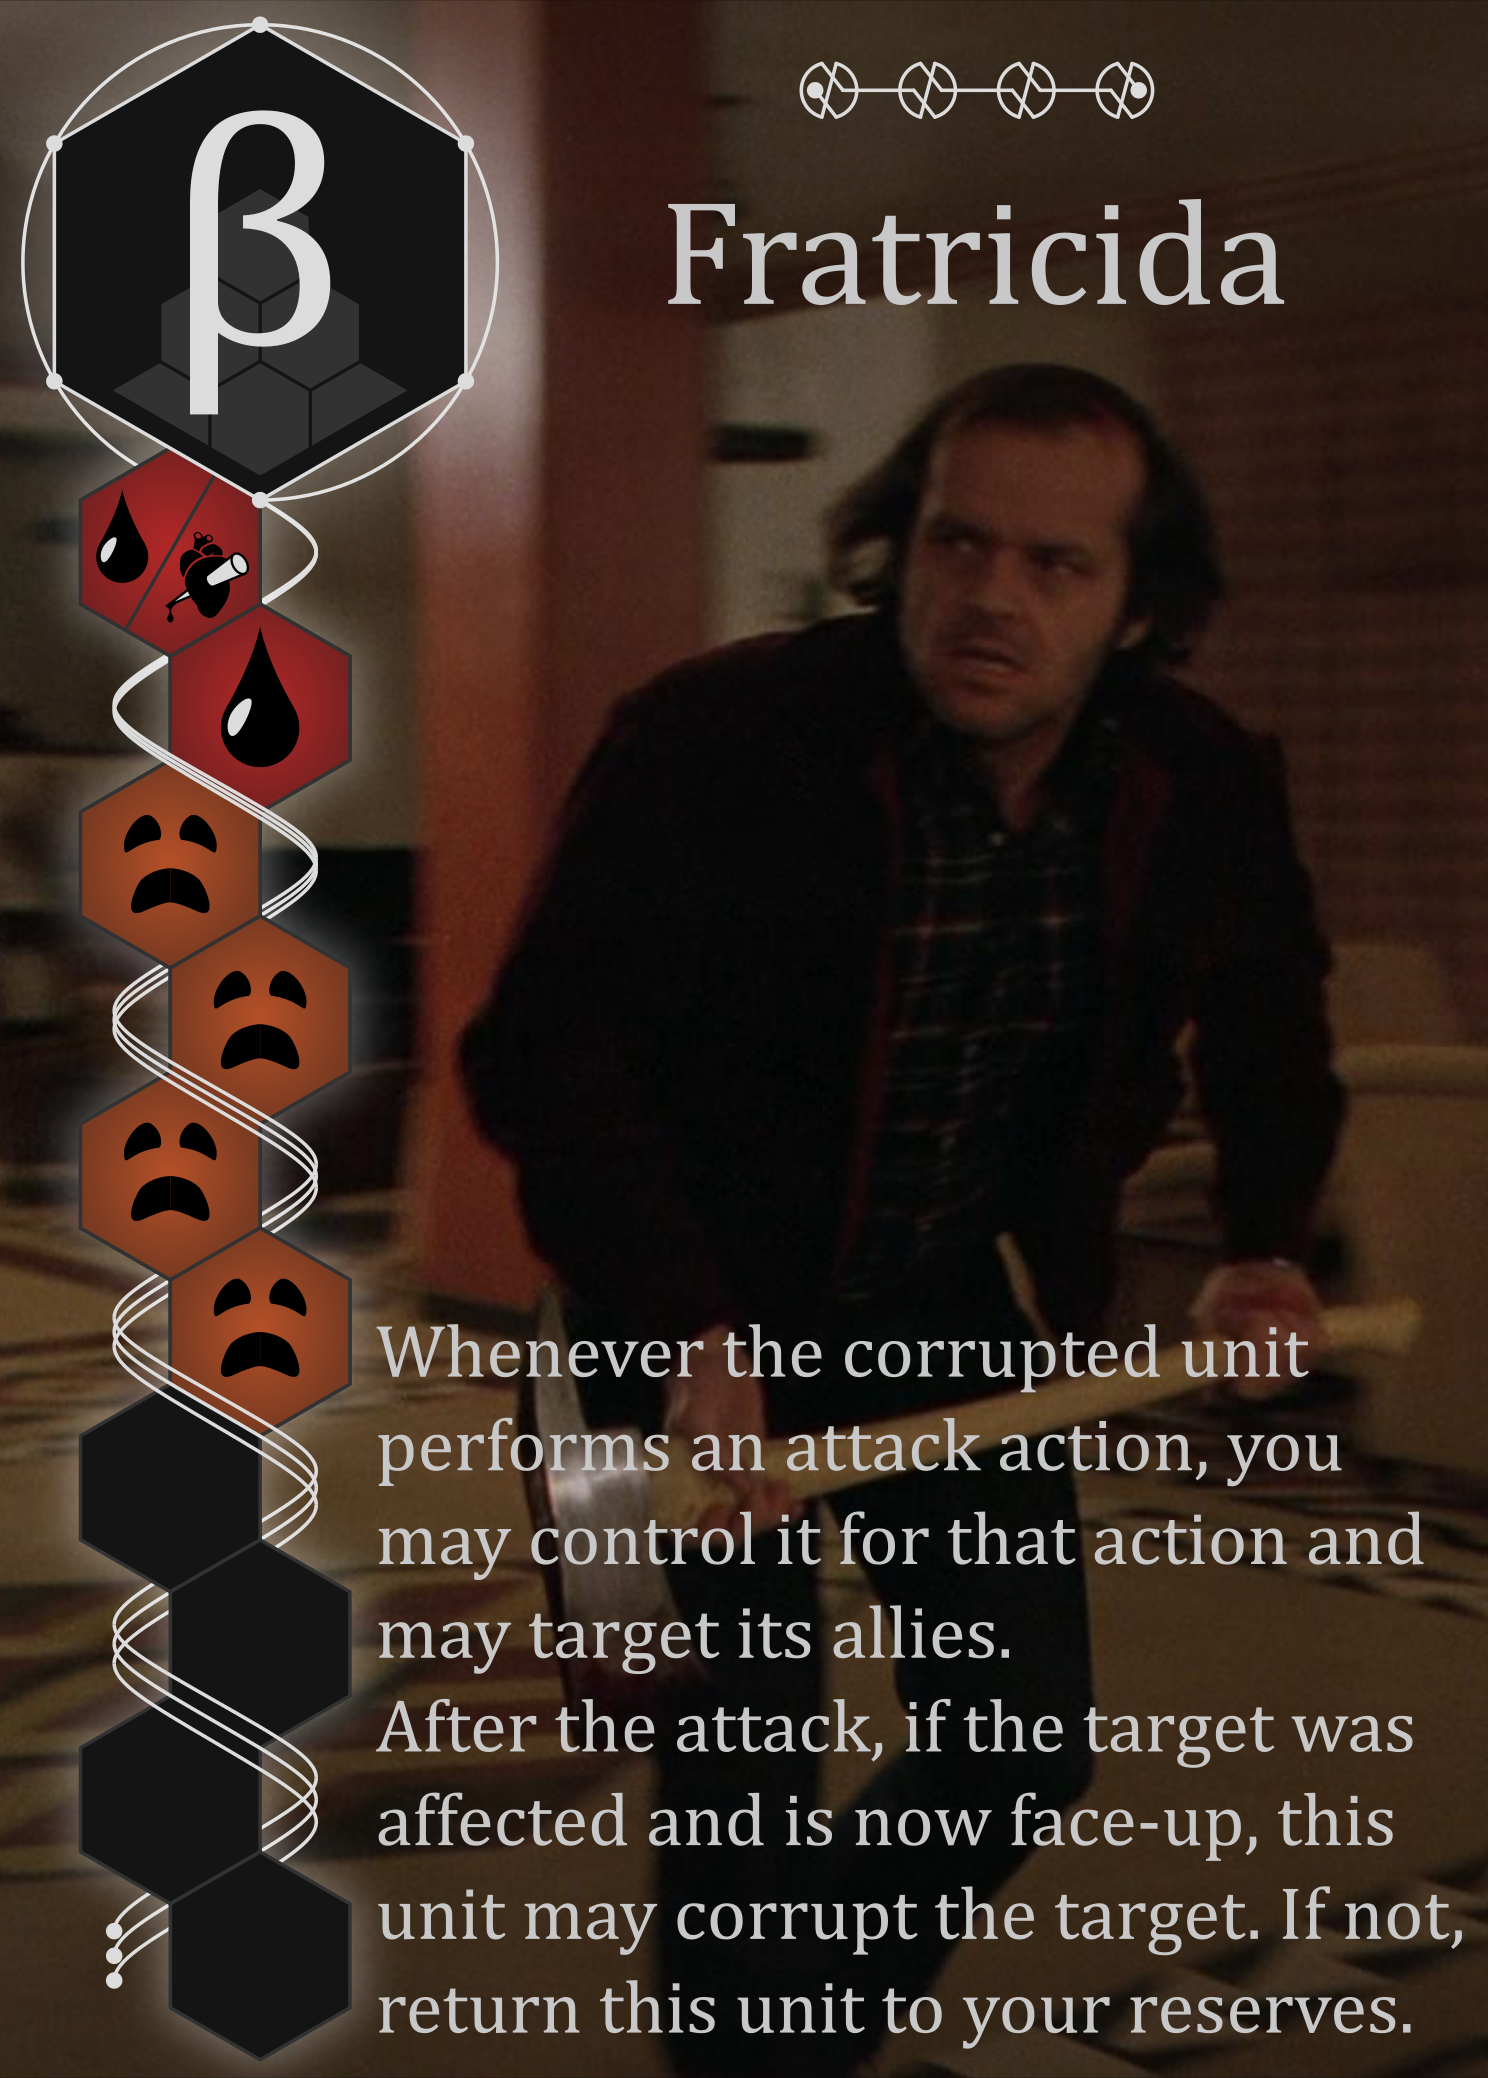 β
Fratricida
Whenever the corrupted unit
performs an attack action, you
may control it for that action and
may target its allies.
After the attack, if the target was
affected and is now face-up, this
unit may corrupt the target. If not,
return this unit to your reserves.